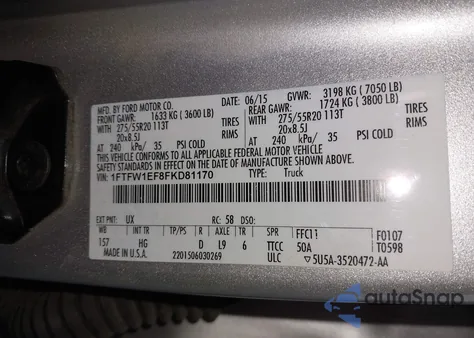 MFD. BY FORD MOTOR CO.
06/15 GVWR: 3198 KG ( 7050 LB)
FRONT GAWR: 1633 KG ( 3600 LB) 1724 KG ( 3800 LB)
WITH 275/55R20 113T TIRES WITH 275/55R20 113T TIRES
20x8.5J RIMS 20x8.5J RIMS
AT 240 kPa/ 35 PSI COLD AT 240 kPa/ 35 PSI COLD
THIS VEHICLE CONFORMS TO ALL APPLICABLE FEDERAL MOTOR VEHICLE
SAFETY STANDARDS IN EFFECT ON THE DATE OF MANUFACTURE SHOWN ABOVE.
VIN: 1FTFW1EF8FKD81170 TYPE: Truck
EXT PNT: UX RC: 58 DSO:
WB INT TR TP/PS R AXLE TR SPR FFC11 F0107
157 HG D L9 6 TTCC 50A T0598
MADE IN U.S.A. 2201506030269 ULC 5U5A-3520472-AA
autoSnap